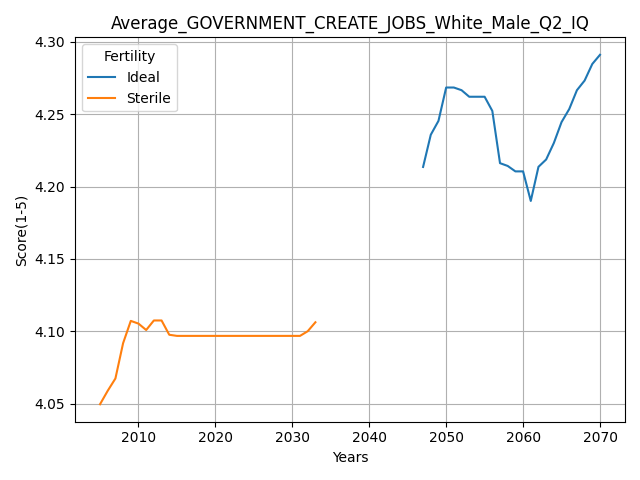 Average_GOVERNMENT_CREATE_JOBS_White_Male_Q2_IQ
Fertility
Ideal
Sterile
Score(1-5)
4.30
4.25
4.20
4.15
4.10
4.05
2010 2020 2030 2040 2050 2060 2070
Years